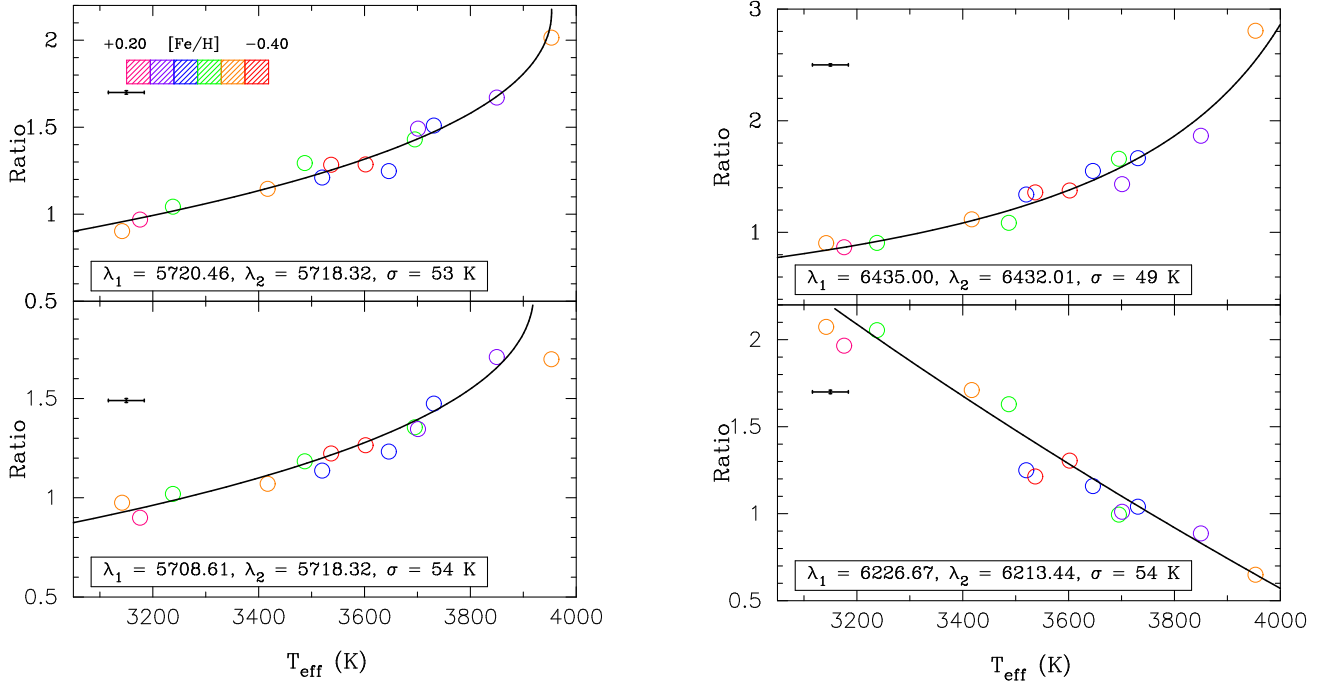 +0.20 [Fe/H] −0.40
2
1.5
1
0.5
Ratio
λ1 = 5720.46, λ2 = 5718.32, σ = 53 K
1.5
1
0.5
Ratio
λ1 = 5708.61, λ2 = 5718.32, σ = 54 K
3200 3400 3600 3800 4000
Teff (K)
3
2
1
Ratio
λ1 = 6435.00, λ2 = 6432.01, σ = 49 K
2
1.5
1
0.5
Ratio
λ1 = 6226.67, λ2 = 6213.44, σ = 54 K
3200 3400 3600 3800 4000
Teff (K)